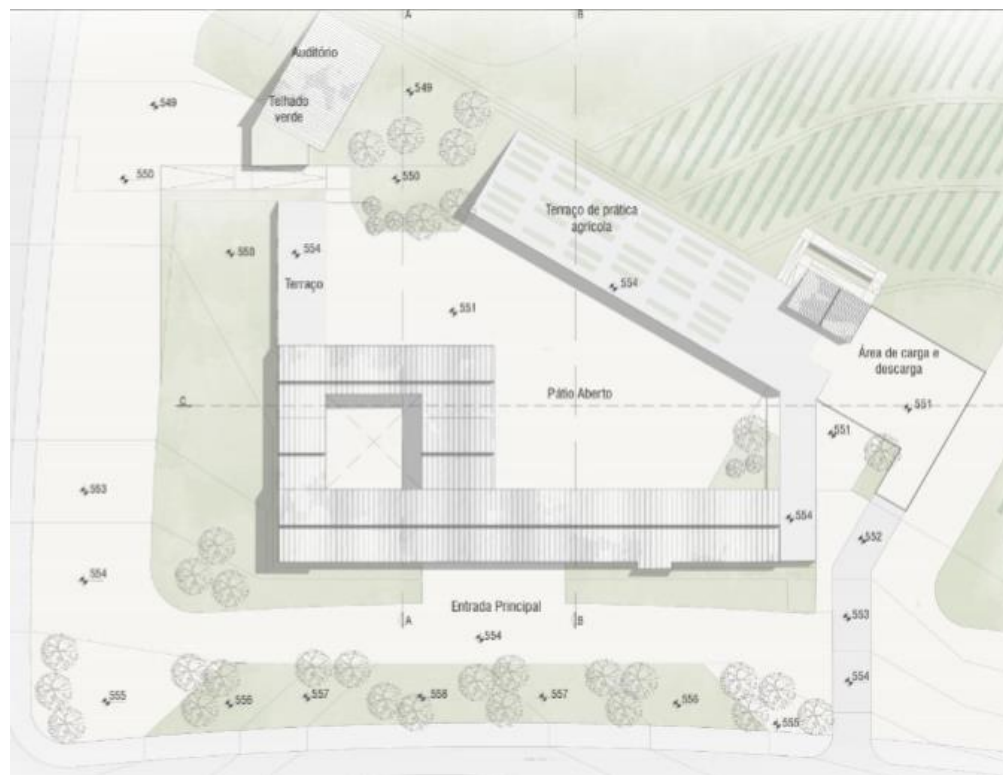 A
B
Auditório
549
549
Telhado
verde
550
550
550
554
Terraço
Terraço de prática
agrícola
554
551
Área de carga e
descarga
Pátio Aberto
C
551
551
553
554
552
554
Entrada Principal
A
B
553
554
554
555
556
557
558
557
556
555